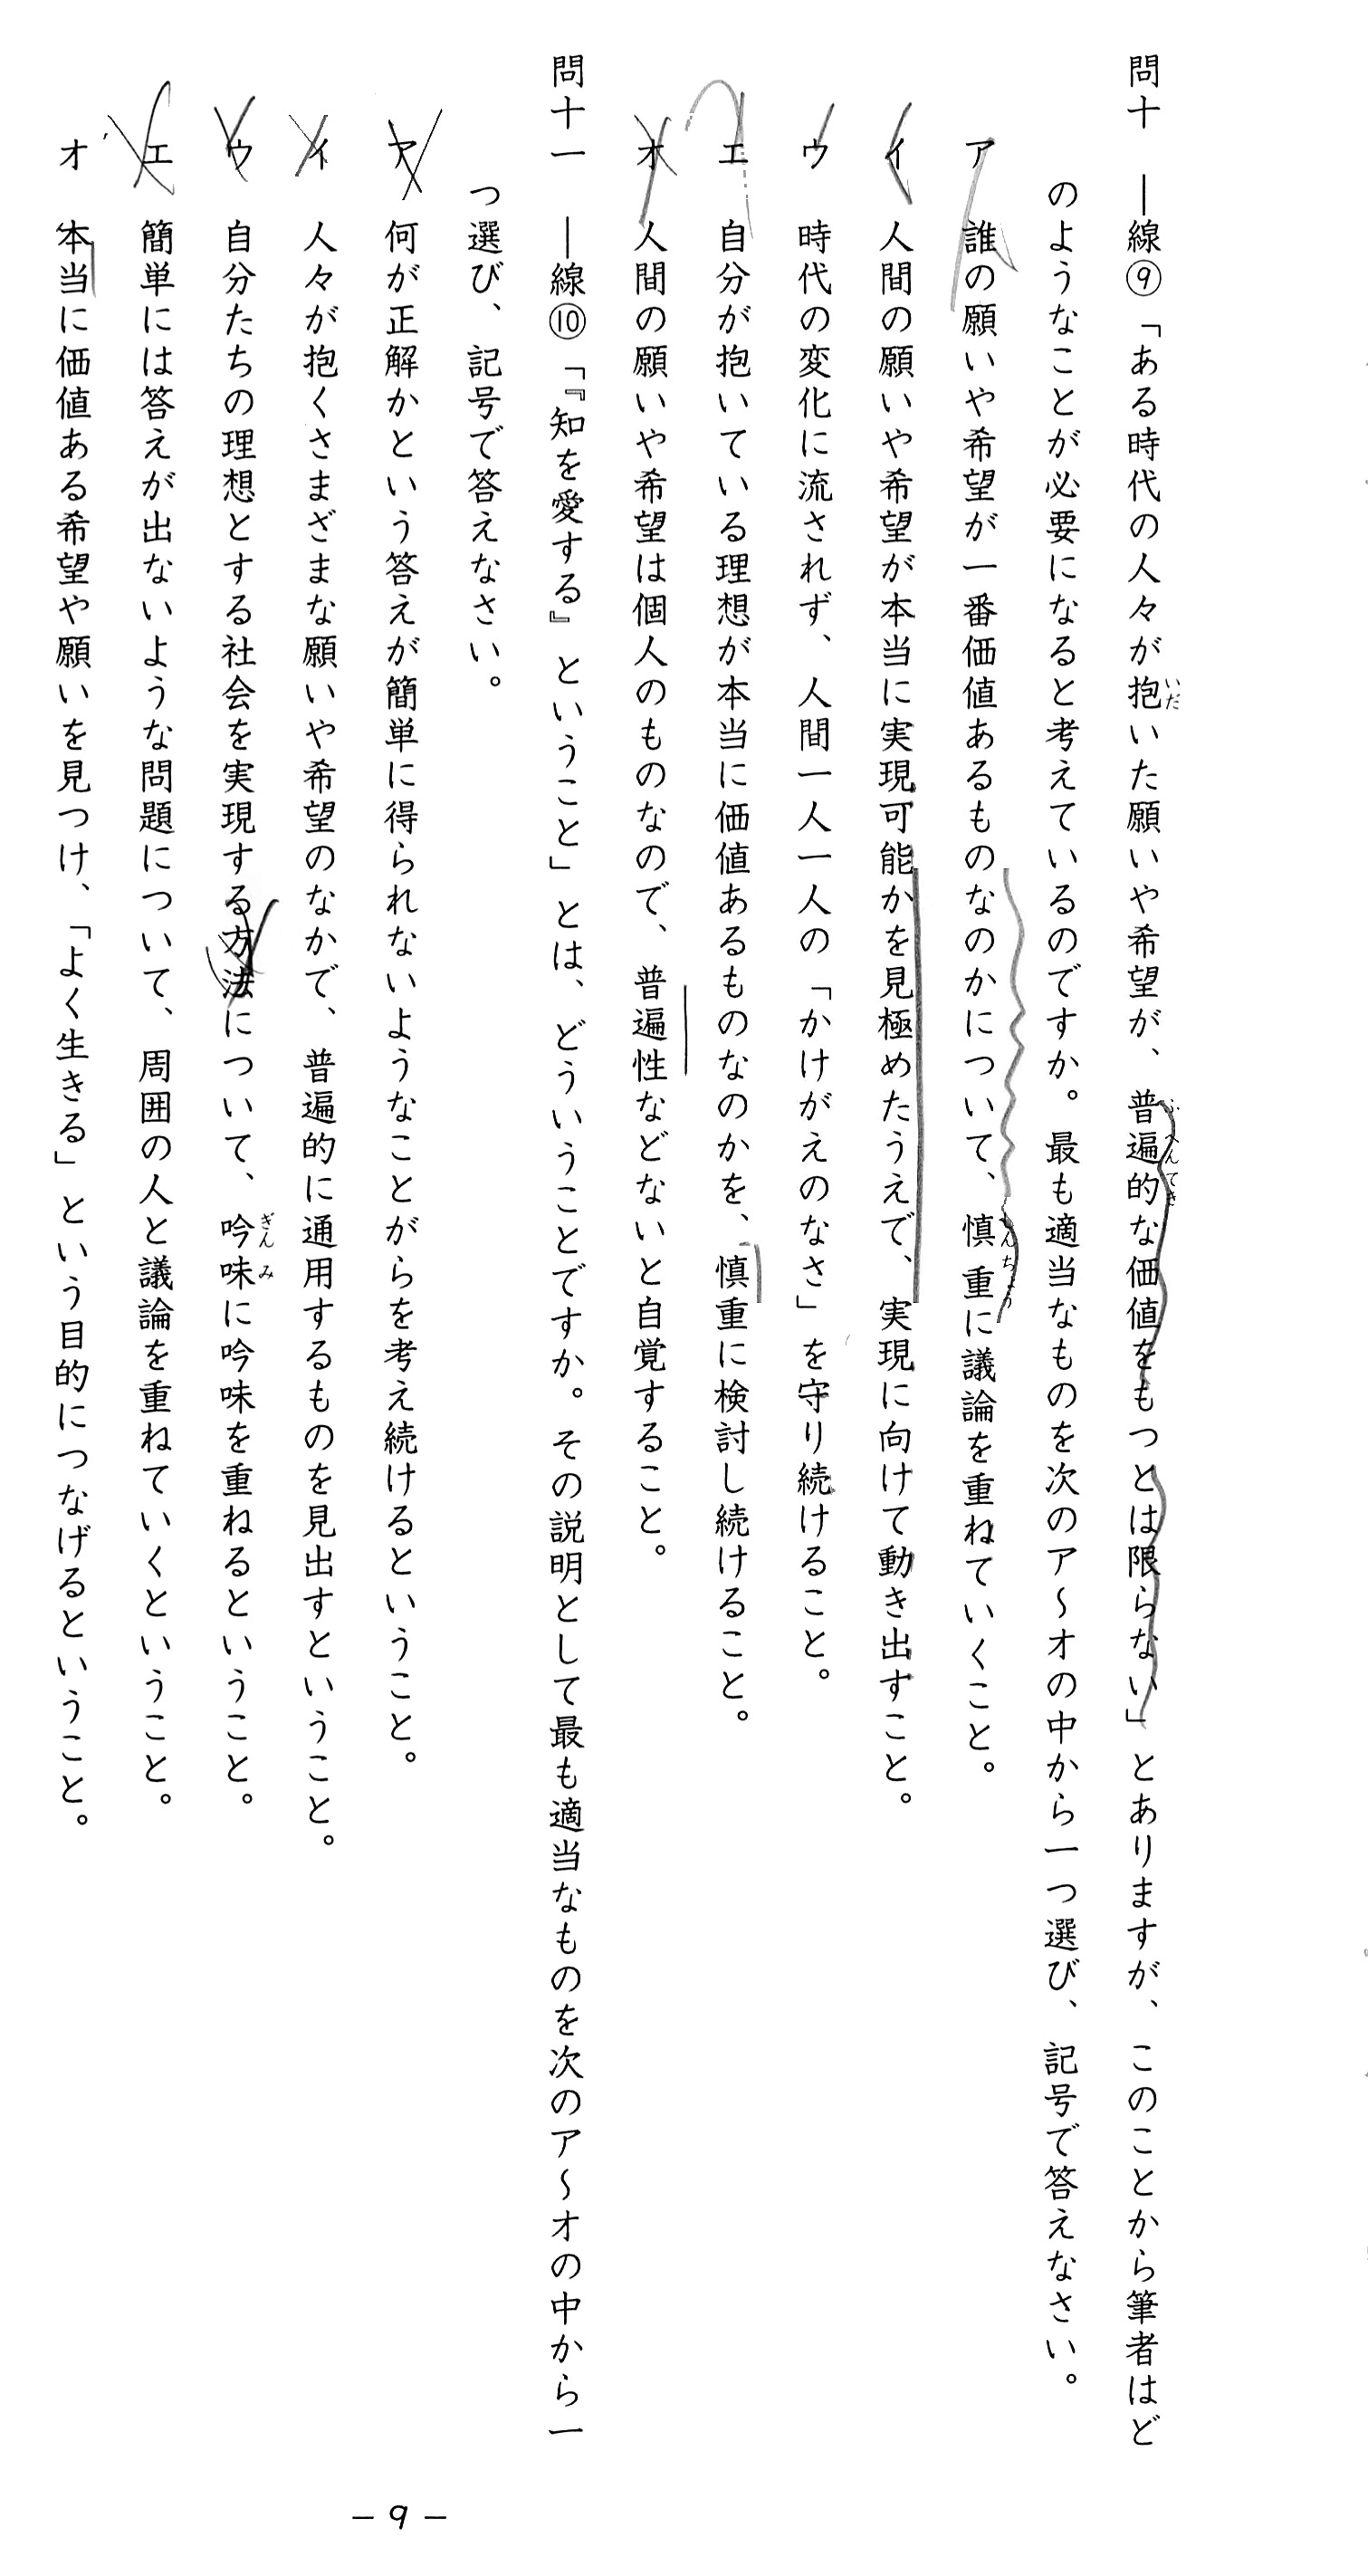 問十　―線⑨「ある時代の人々が抱いた願いや希望が、普遍的な価値をもつとは限らない」とありますが、このことから筆者はど
のようなことが必要になると考えているのですか。最も適当なものを次のア～オの中から一つ選び、記号で答えなさい。
ア　誰の願いや希望が一番価値あるものなのかについて、慎重に議論を重ねていくこと。
イ　人間の願いや希望が本当に実現可能かを見極めたうえで、実現に向けて動き出すこと。
ウ　時代の変化に流されず、人間一人一人の「かけがえのなさ」を守り続けること。
エ　自分が抱いている理想が本当に価値あるものなのかを、慎重に検討し続けること。
オ　人間の願いや希望は個人のものなので、普遍性などないと自覚すること。
問十一　―線⑩「『知を愛する』ということ」とは、どういうことですか。その説明として最も適当なものを次のア～オの中から一
つ選び、記号で答えなさい。
ア　何が正解かという答えが簡単に得られないようなことがらを考え続けるということ。
イ　人々が抱くさまざまな願いや希望のなかで、普遍的に通用するものを見出すということ。
ウ　自分たちの理想とする社会を実現する方法について、吟味に吟味を重ねるということ。
エ　簡単には答えが出ないような問題について、周囲の人と議論を重ねていくということ。
オ　本当に価値ある希望や願いを見つけ、「よく生きる」という目的につなげるということ。
― 9 ―